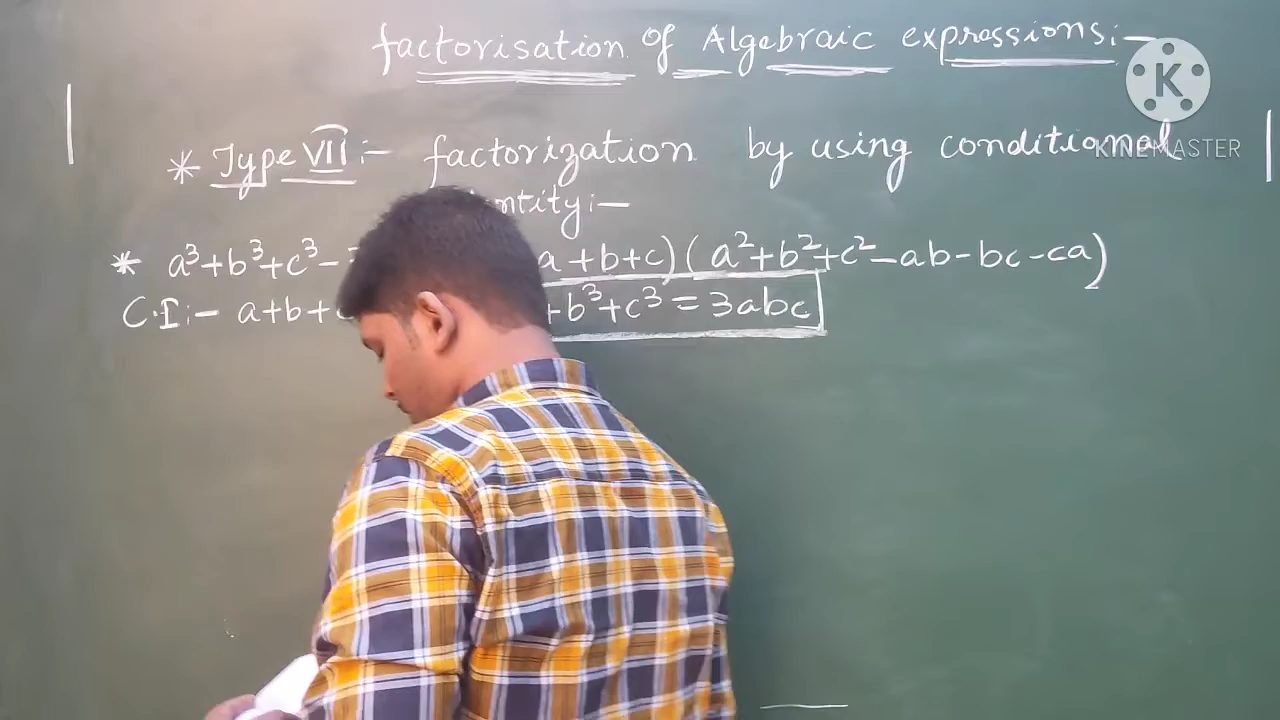 factorisation of Algebraic expressions:-
K
KINEMASTER
* Type VII :- factorization by using conditional
:-
* a³+b³+c³- a+b+c)(a²+b²+c²-ab-bc-ca)
C.I:- a+b+ +b³+c³=3abc